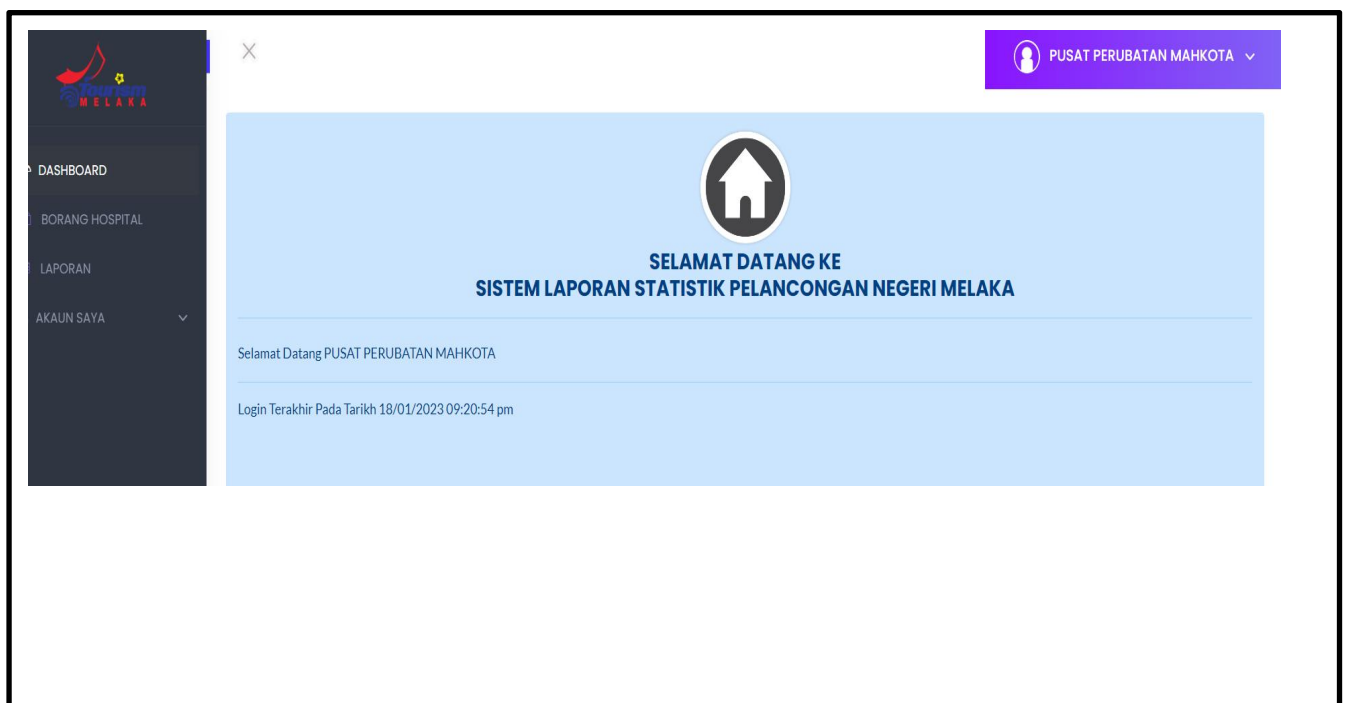 Tourism
MELAKA
PUSAT PERUBATAN MAHKOTA
DASHBOARD
BORANG HOSPITAL
LAPORAN
AKAUN SAYA
SELAMAT DATANG KE
SISTEM LAPORAN STATISTIK PELANCONGAN NEGERI MELAKA
Selamat Datang PUSAT PERUBATAN MAHKOTA
Login Terakhir Pada Tarikh 18/01/2023 09:20:54 pm